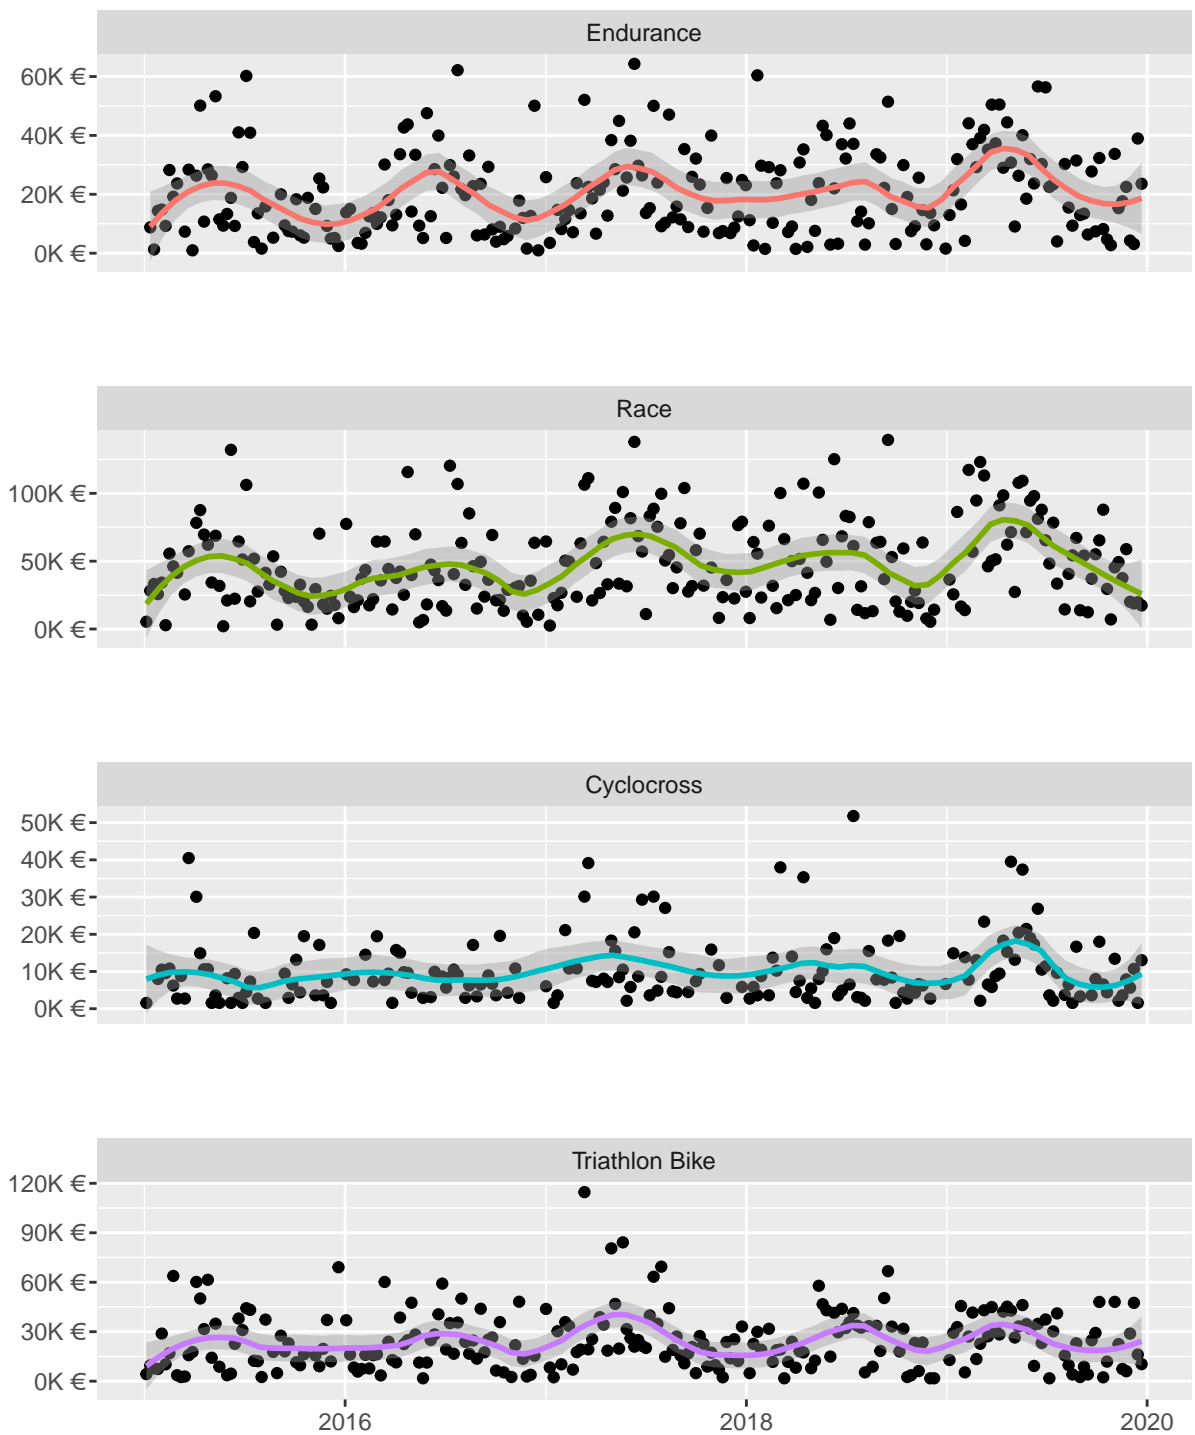 Endurance
60K €
40K €
20K €
0K €
Race
100K €
50K €
0K €
Cyclocross
50K €
40K €
30K €
20K €
10K €
0K €
Triathlon Bike
120K €
90K €
60K €
30K €
0K €
2016 2018 2020